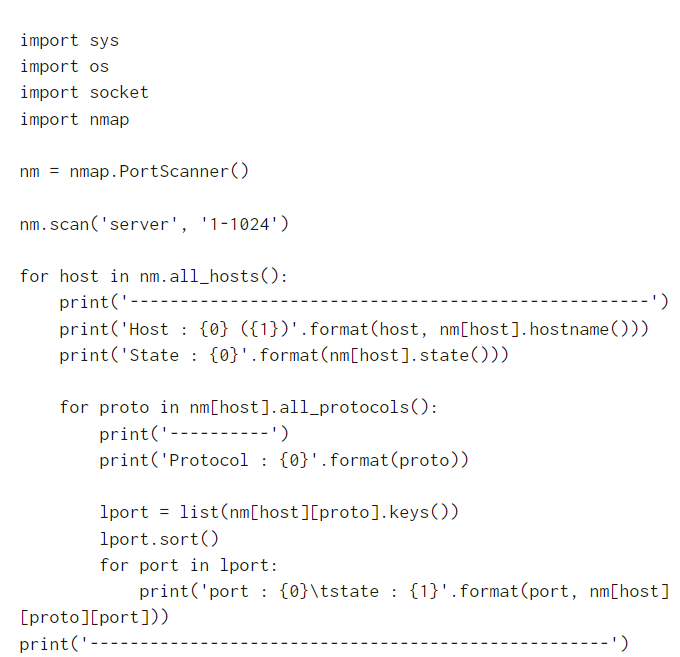 import sys
import os
import socket
import nmap

nm = nmap.PortScanner()

nm.scan('server', '1-1024')

for host in nm.all_hosts():
    print('----------------------------------------------------')
    print('Host : {0} ({1})'.format(host, nm[host].hostname()))
    print('State : {0}'.format(nm[host].state()))

    for proto in nm[host].all_protocols():
        print('----------')
        print('Protocol : {0}'.format(proto))

        lport = list(nm[host][proto].keys())
        lport.sort()
        for port in lport:
            print('port : {0}\tstate : {1}'.format(port, nm[host]
[proto][port]))
print('----------------------------------------------------')